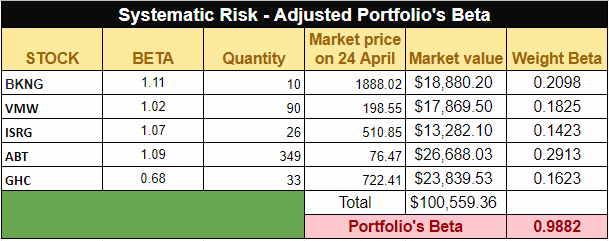 Systematic Risk - Adjusted Portfolio's Beta
STOCK BETA Quantity Market price on 24 April Market value Weight Beta
BKNG 1.11 10 1888.02 $18,880.20 0.2098
VMW 1.02 90 198.55 $17,869.50 0.1825
ISRG 1.07 26 510.85 $13,282.10 0.1423
ABT 1.09 349 76.47 $26,688.03 0.2913
GHC 0.68 33 722.41 $23,839.53 0.1623
Total $100,559.36
Portfolio's Beta 0.9882